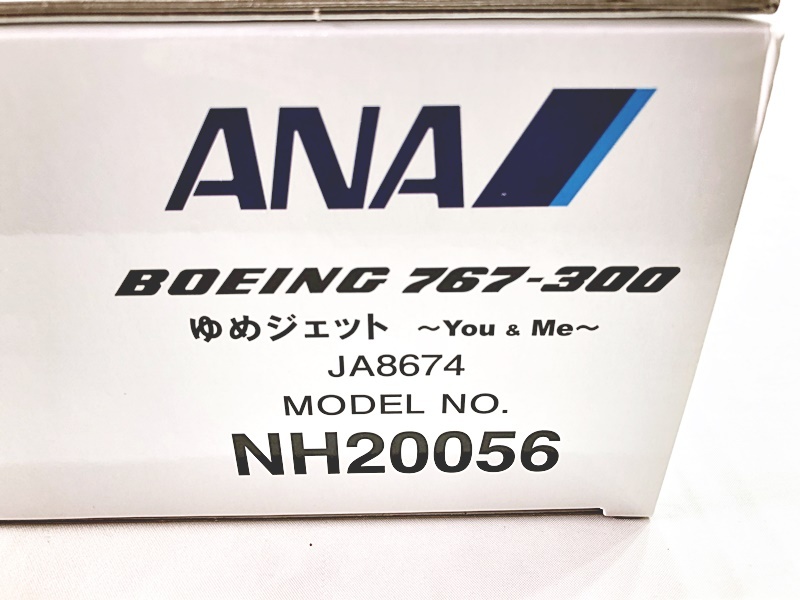 ANA
BOEING 767-300
ゆめジェット ～You & Me～
JA8674
MODEL NO.
NH20056